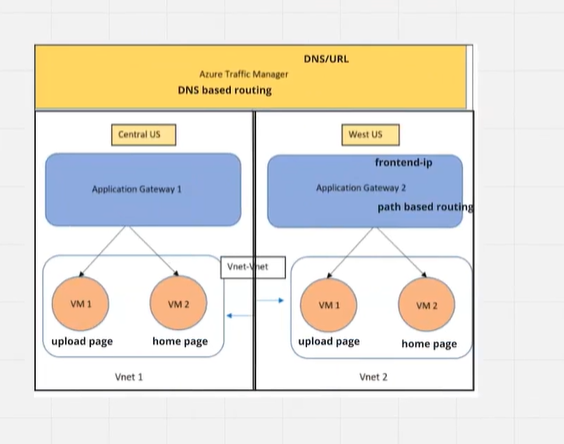 DNS/URL
Azure Traffic Manager
DNS based routing
Central US
West US
frontend-ip
Application Gateway 1
Application Gateway 2
path based routing
Vnet-Vnet
VM 1
VM 2
VM 1
VM 2
upload page
home page
upload page
home page
Vnet 1
Vnet 2